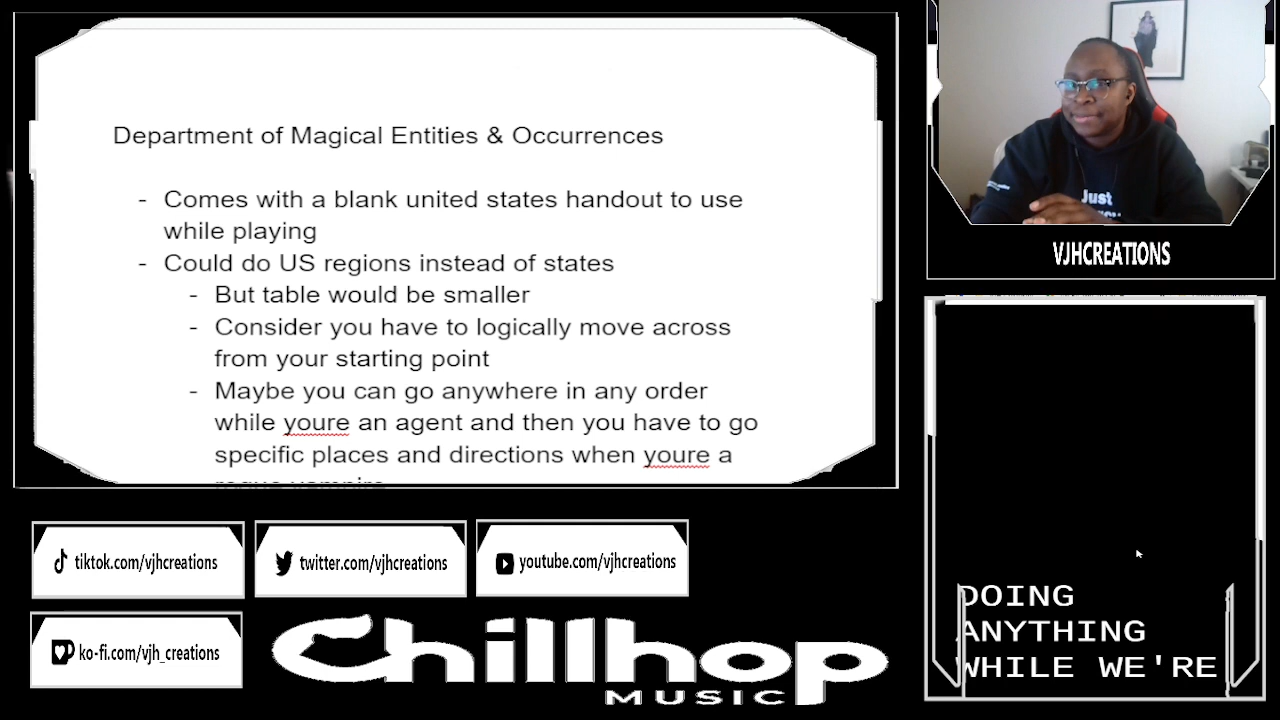 Department of Magical Entities & Occurrences
- Comes with a blank united states handout to use
while playing
- Could do US regions instead of states
- But table would be smaller
- Consider you have to logically move across
from your starting point
- Maybe you can go anywhere in any order
while youre an agent and then you have to go
specific places and directions when youre a
Just
VJHCREATIONS
DOING
ANYTHING
WHILE WE'RE
tiktok.com/vjhcreations
twitter.com/vjhcreations
youtube.com/vjhcreations
ko-fi.com/vjh_creations
Chillhop
MUSIC